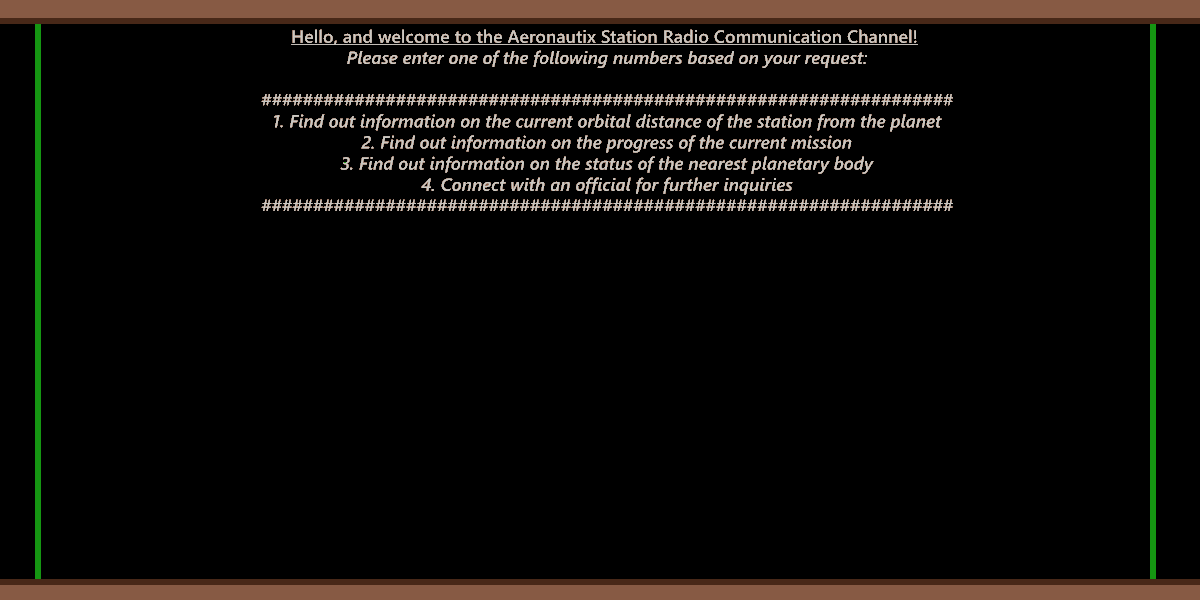 Hello, and welcome to the Aeronautix Station Radio Communication Channel!
Please enter one of the following numbers based on your request:
###################################################################
1. Find out information on the current orbital distance of the station from the planet
2. Find out information on the progress of the current mission
3. Find out information on the status of the nearest planetary body
4. Connect with an official for further inquiries
###################################################################